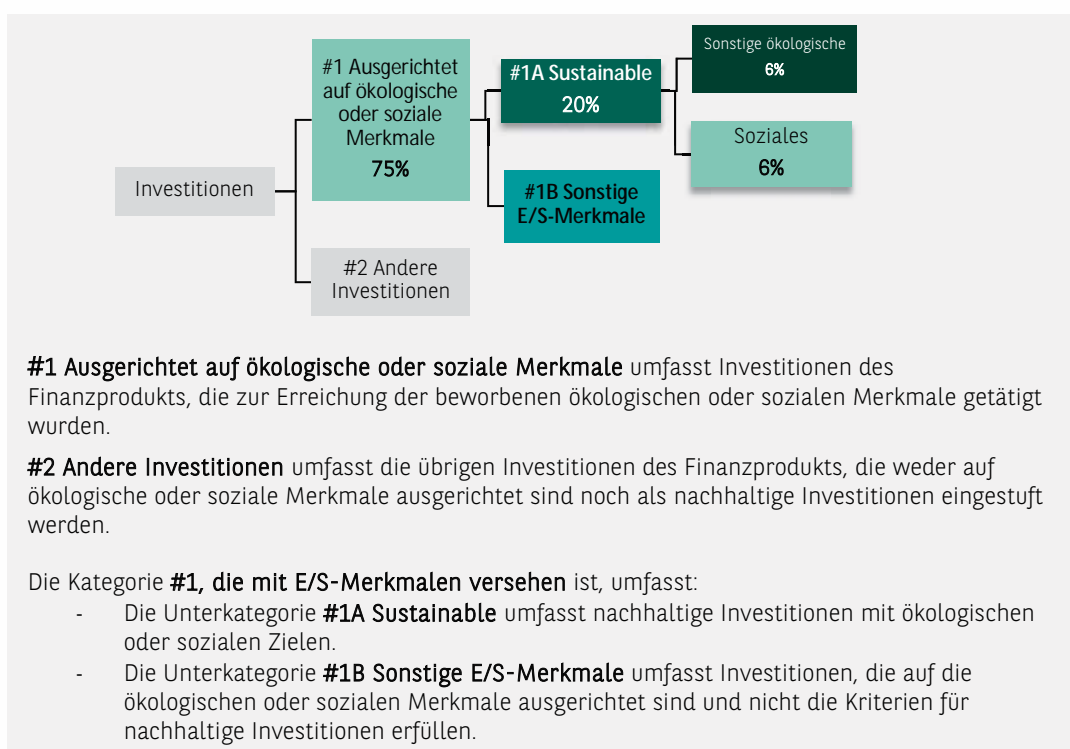 Investitionen
#1 Ausgerichtet
auf ökologische
oder soziale
Merkmale
75%
#2 Andere
Investitionen
#1A Sustainable
20%
#1B Sonstige
E/S-Merkmale
Sonstige ökologische
6%
Soziales
6%
#1 Ausgerichtet auf ökologische oder soziale Merkmale umfasst Investitionen des
Finanzprodukts, die zur Erreichung der beworbenen ökologischen oder sozialen Merkmale getätigt
wurden.
#2 Andere Investitionen umfasst die übrigen Investitionen des Finanzprodukts, die weder auf
ökologische oder soziale Merkmale ausgerichtet sind noch als nachhaltige Investitionen eingestuft
werden.
Die Kategorie #1, die mit E/S-Merkmalen versehen ist, umfasst:
- Die Unterkategorie #1A Sustainable umfasst nachhaltige Investitionen mit ökologischen
oder sozialen Zielen.
- Die Unterkategorie #1B Sonstige E/S-Merkmale umfasst Investitionen, die auf die
ökologischen oder sozialen Merkmale ausgerichtet sind und nicht die Kriterien für
nachhaltige Investitionen erfüllen.